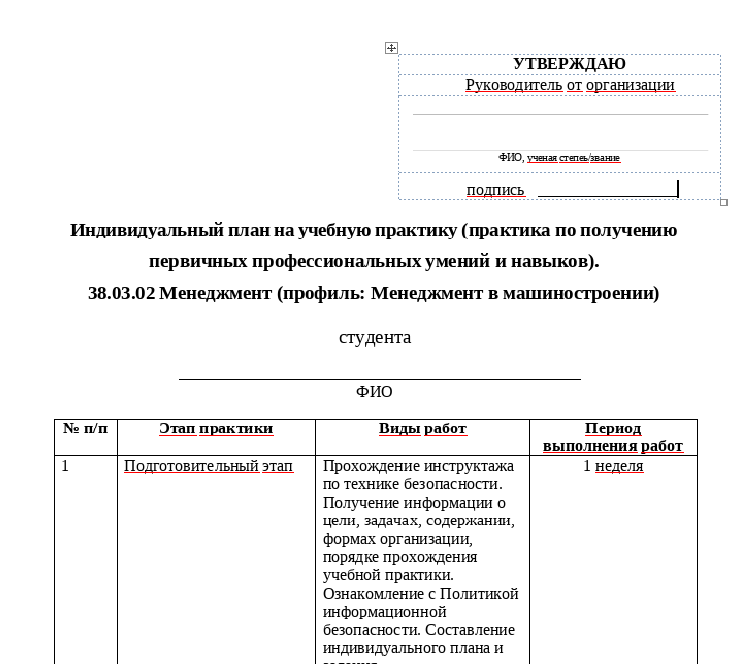 УТВЕРЖДАЮ
Руководитель от организации
ФИО, ученая степеь/звание
подпись
Индивидуальный план на учебную практику (практика по получению
первичных профессиональных умений и навыков).
38.03.02 Менеджмент (профиль: Менеджмент в машиностроении)
студента
ФИО
№ п/п Этап практики Виды работ Период
выполнения работ
1 Подготовительный этап Прохождение инструктажа 1 неделя
по технике безопасности.
Получение информации о
цели, задачах, содержании,
формах организации,
порядке прохождения
учебной практики.
Ознакомление с Политикой
информационной
безопасности. Составление
индивидуального плана и